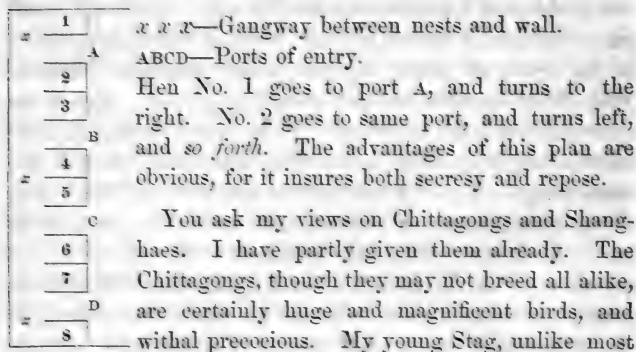 x 1
A
2
3
B
4
x
5
C
6
7
D
x
8
x x x—Gangway between nests and wall.
ABCD—Ports of entry.
Hen No. 1 goes to port A, and turns to the
right. No. 2 goes to same port, and turns left,
and so forth. The advantages of this plan are
obvious, for it insures both secresy and repose.
You ask my views on Chittagongs and Shang-
haes. I have partly given them already. The
Chittagongs, though they may not breed all alike,
are certainly huge and magnificent birds, and
withal precocious. My young Stag, unlike most